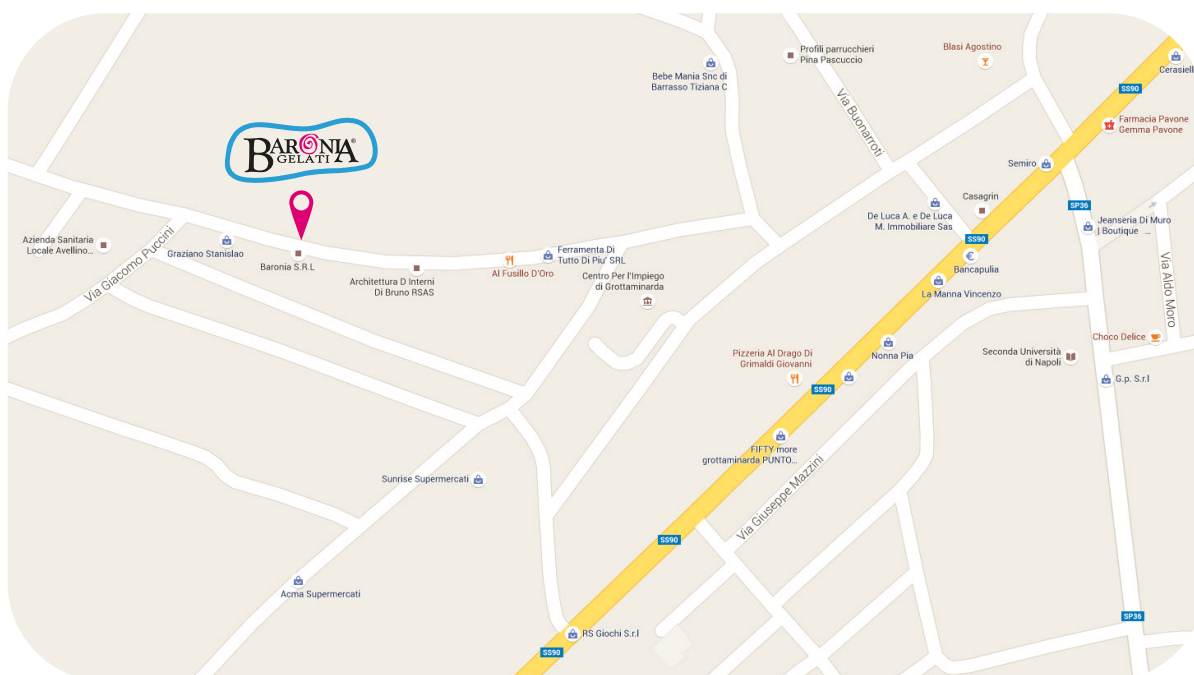 Profili parrucchieri
Pina Pascuccio
Blasi Agostino
Bebe Mania Snc di
Barrasso Tiziana C
Cerasiell
SS90
Via Buonarroti
Farmacia Pavone
Gemma Pavone
BARONIA®
GELATI
Semiro
Casagrin
SP36
De Luca A. e De Luca
M. Immobiliare Sas
Jeanseria Di Muro
| Boutique ...
SS90
Azienda Sanitaria
Locale Avellino...
Via Giacomo Puccini
Graziano Stanislao
Baronia S.R.L
Ferramenta Di
Tutto Di Piu' SRL
Al Fusillo D'Oro
Architettura D Interni
Di Bruno RSAS
Centro Per l'Impiego
di Grottaminarda
Bancapulia
La Manna Vincenzo
Via Aldo Moro
Choco Delice
Pizzeria Al Drago Di
Grimaldi Giovanni
Nonna Pia
Seconda Università
di Napoli
SS90
G.p. S.r.l
FIFTY more
grottaminarda PUNTO...
Sunrise Supermercati
Via Giuseppe Mazzini
SS90
Acma Supermercati
SP36
RS Giochi S.r.l
SS90